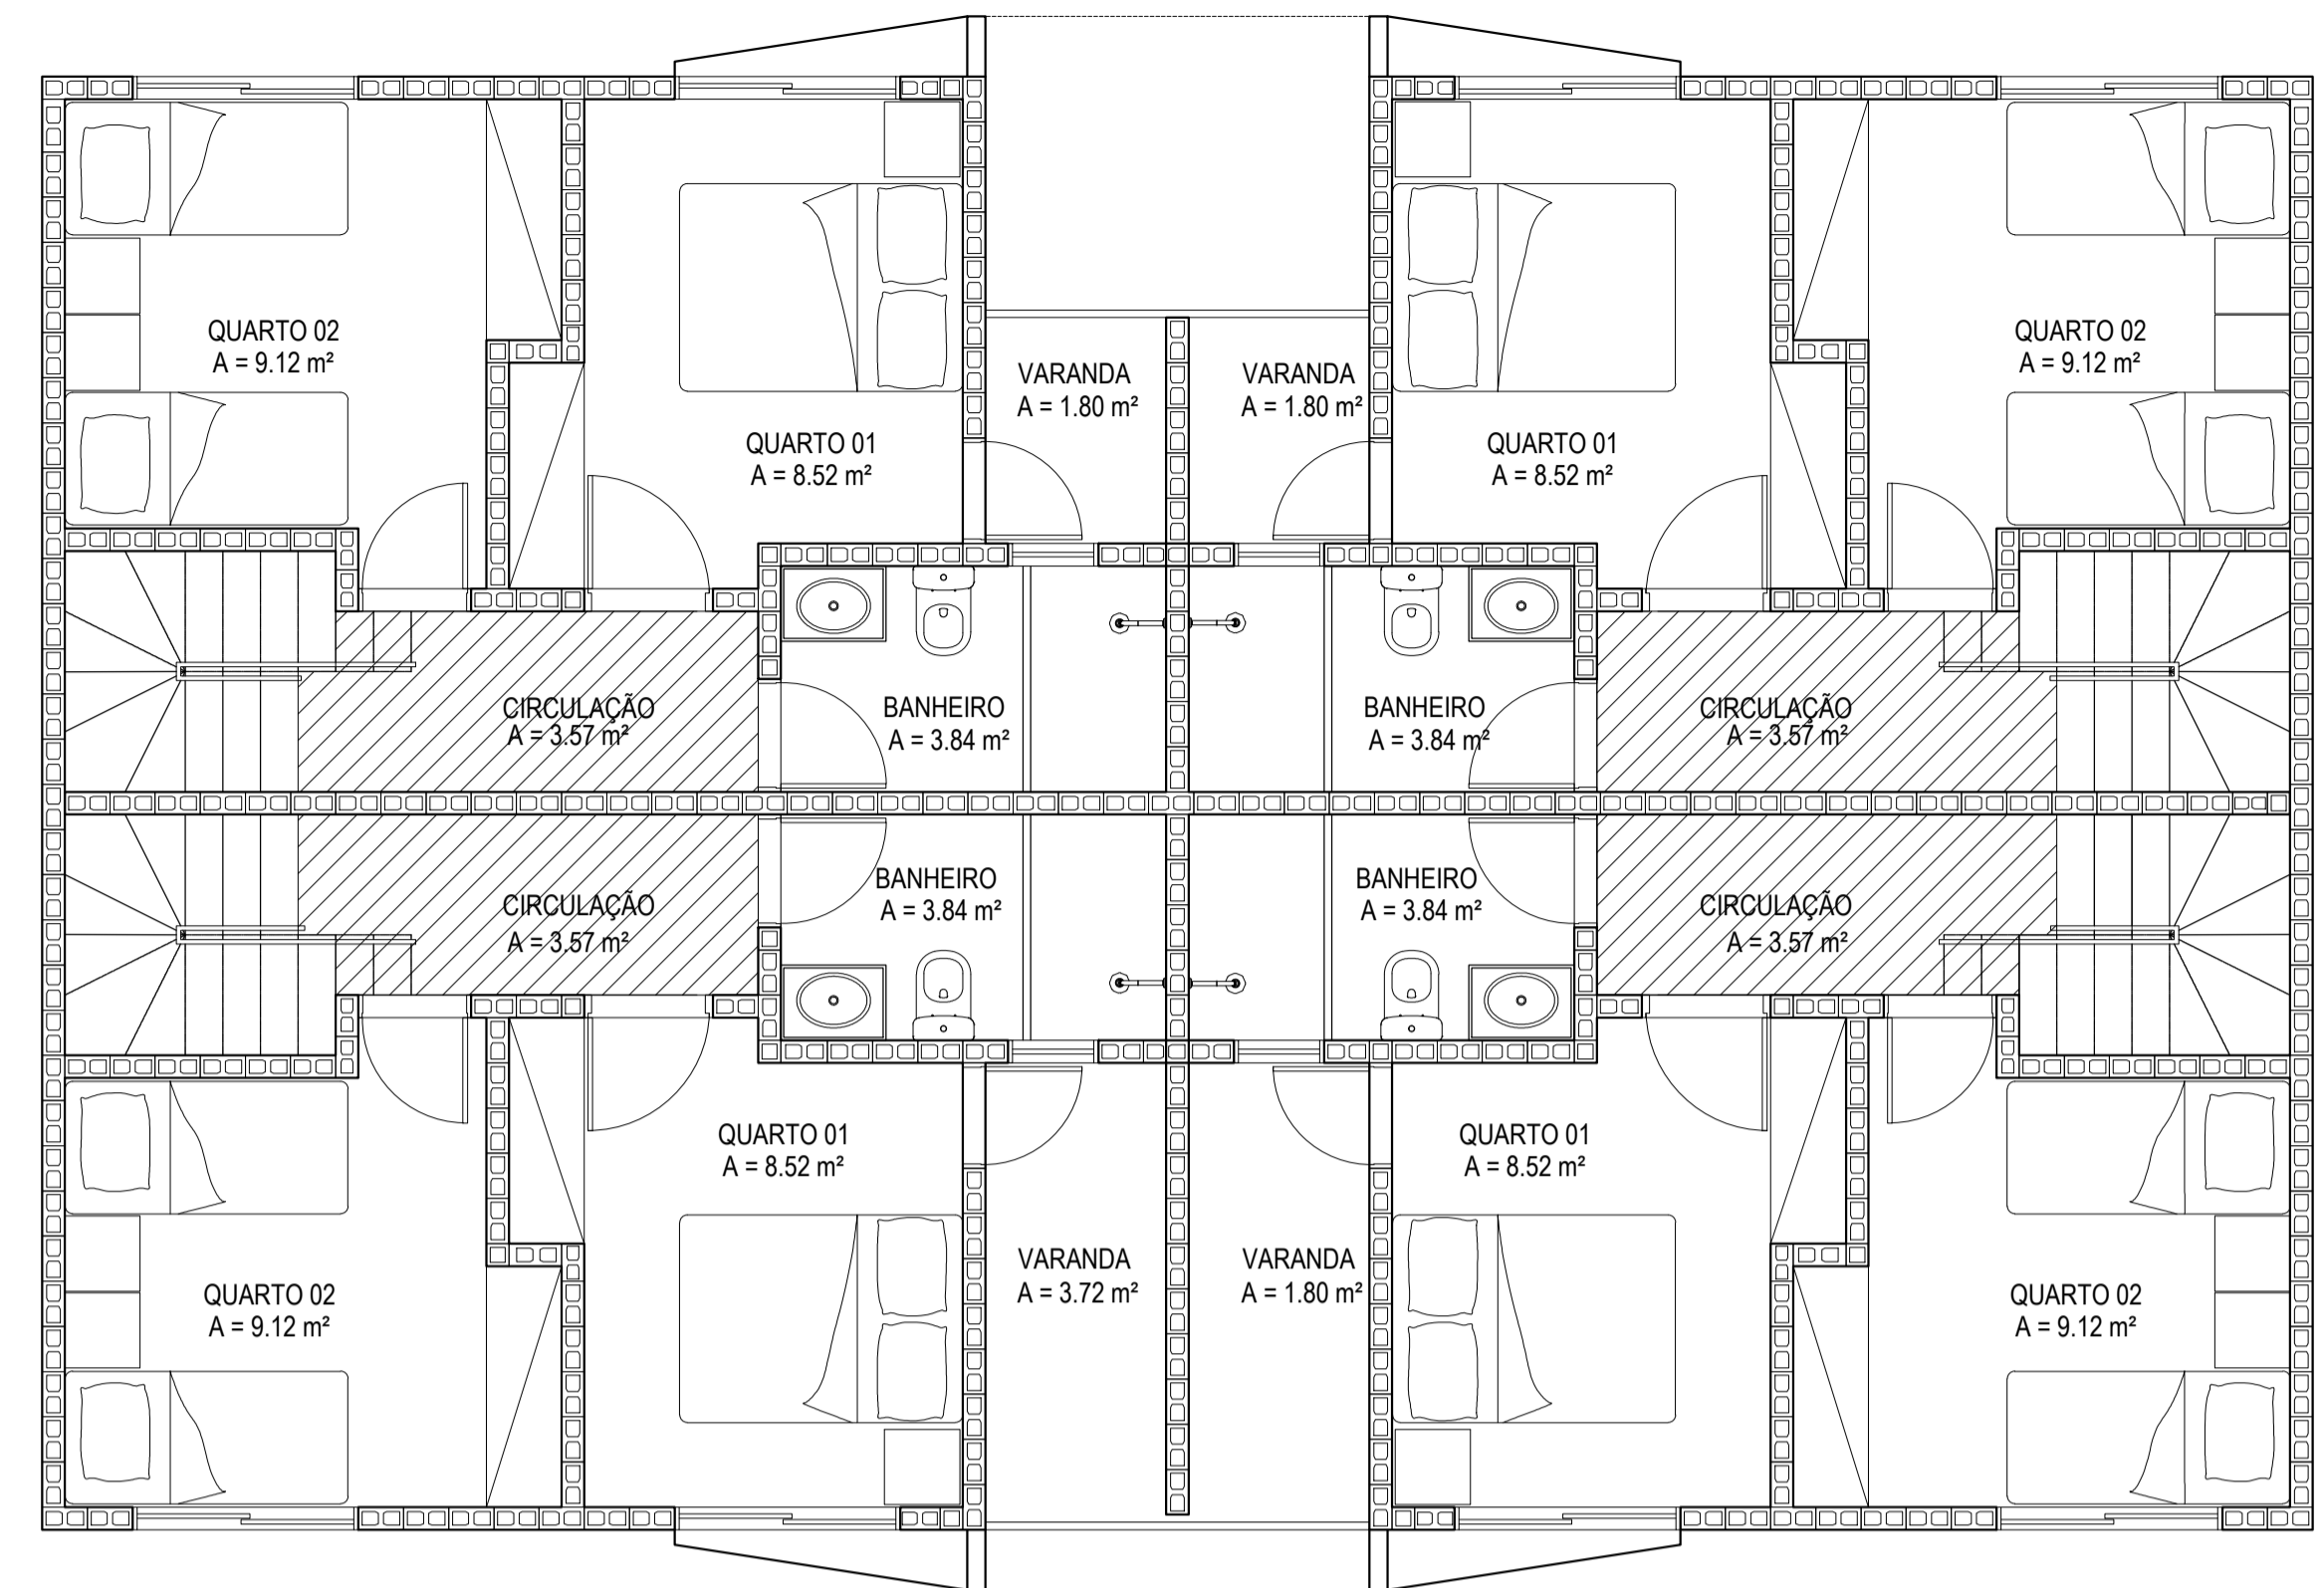 QUARTO 02
A = 9.12 m²
VARANDA
A = 1.80 m²
VARANDA
A = 1.80 m²
QUARTO 02
A = 9.12 m²
QUARTO 01
A = 8.52 m²
QUARTO 01
A = 8.52 m²
CIRCULAÇÃO
A = 3.57 m²
BANHEIRO
A = 3.84 m²
BANHEIRO
A = 3.84 m²
CIRCULAÇÃO
A = 3.57 m²
CIRCULAÇÃO
A = 3.57 m²
BANHEIRO
A = 3.84 m²
BANHEIRO
A = 3.84 m²
CIRCULAÇÃO
A = 3.57 m²
QUARTO 01
A = 8.52 m²
QUARTO 01
A = 8.52 m²
QUARTO 02
A = 9.12 m²
VARANDA
A = 3.72 m²
VARANDA
A = 1.80 m²
QUARTO 02
A = 9.12 m²